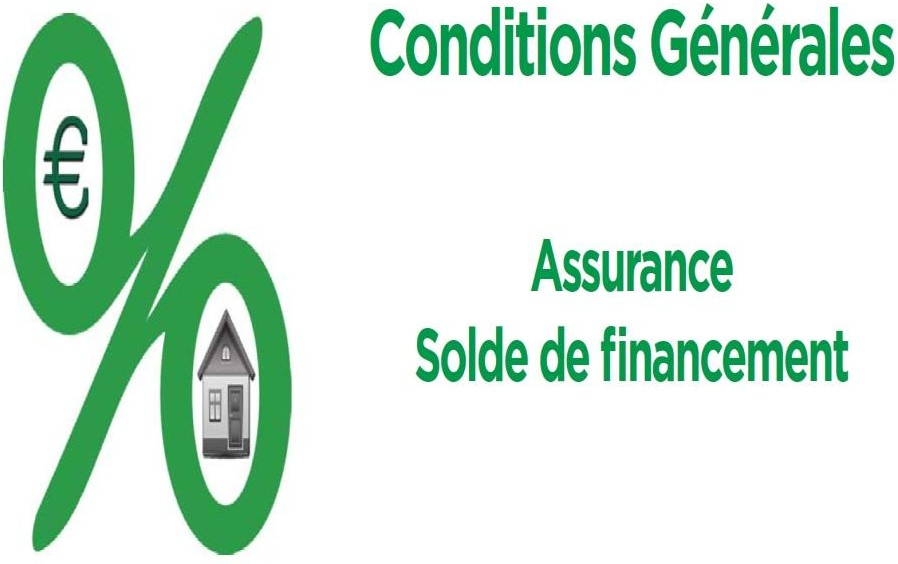 Conditions Générales
€
Assurance
Solde de financement